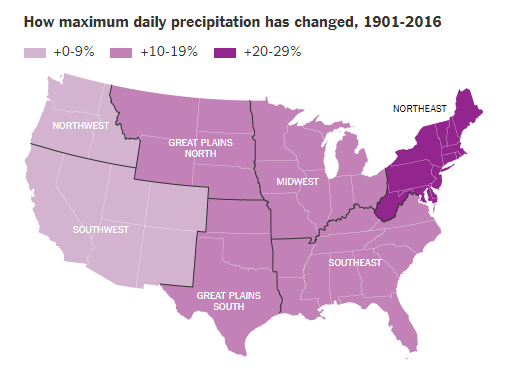 How maximum daily precipitation has changed, 1901-2016
+0-9% +10-19% +20-29%
NORTHEAST
NORTHWEST
GREAT PLAINS
NORTH
MIDWEST
SOUTHWEST
SOUTHEAST
GREAT PLAINS
SOUTH